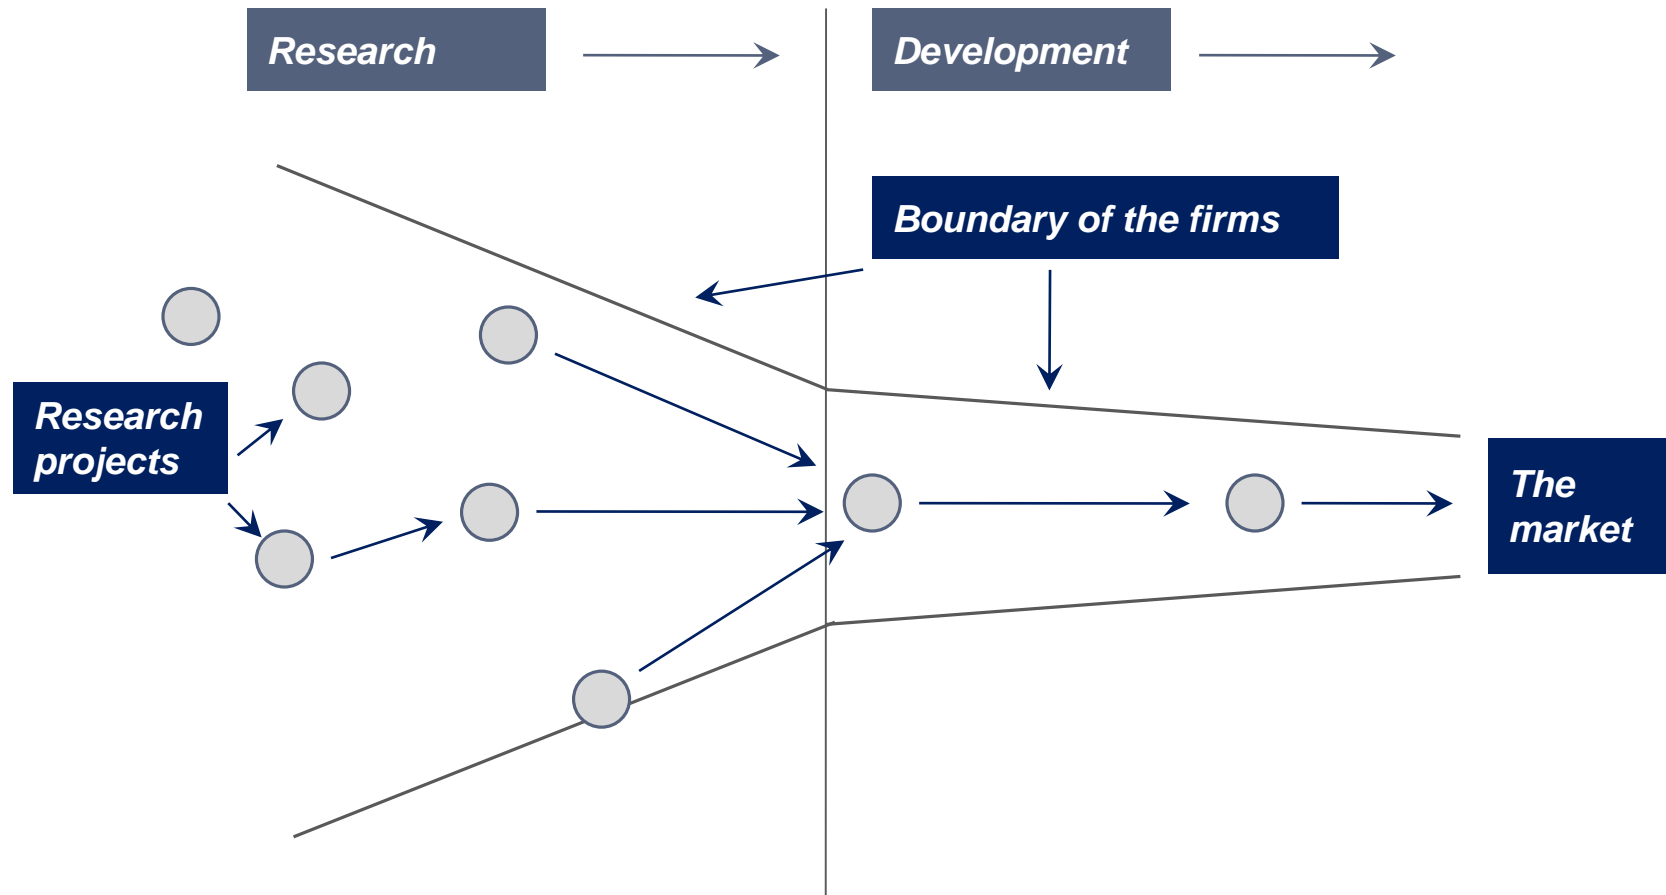 Research
Development
Boundary of the firms
Research
projects
The
market